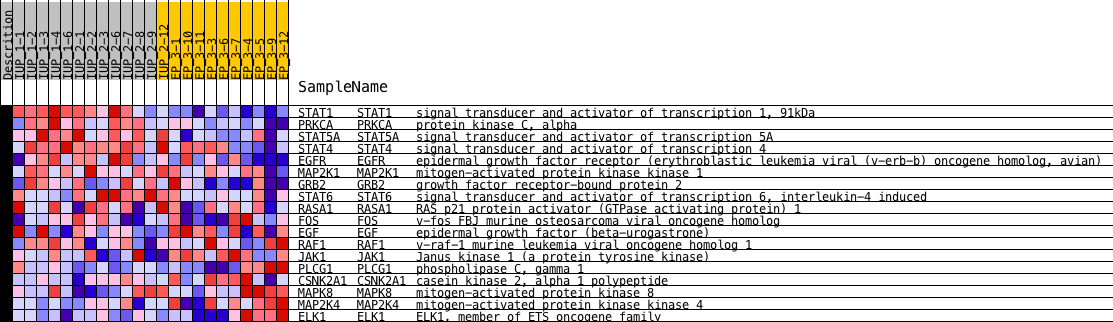 Descrition
IUP_1-1
IUP_1-2
IUP_1-3
IUP_1-4
IUP_1-6
IUP_2-1
IUP_2-2
IUP_2-3
IUP_2-6
IUP_2-7
IUP_2-8
IUP_2-9
IUP_2-12
EP_3-1
EP_3-10
EP_3-11
EP_3-3
EP_3-6
EP_3-7
EP_3-4
EP_3-5
EP_3-9
EP_3-12
SampleName
STAT1 STAT1 signal transducer and activator of transcription 1, 91kDa
PRKCA PRKCA protein kinase C, alpha
STAT5A STAT5A signal transducer and activator of transcription 5A
STAT4 STAT4 signal transducer and activator of transcription 4
EGFR EGFR epidermal growth factor receptor (erythroblastic leukemia viral (v-erb-b) oncogene homolog, avian)
MAP2K1 MAP2K1 mitogen-activated protein kinase kinase 1
GRB2 GRB2 growth factor receptor-bound protein 2
STAT6 STAT6 signal transducer and activator of transcription 6, interleukin-4 induced
RASA1 RASA1 RAS p21 protein activator (GTPase activating protein) 1
FOS FOS v-fos FBJ murine osteosarcoma viral oncogene homolog
EGF EGF epidermal growth factor (beta-urogastrone)
RAF1 RAF1 v-raf-1 murine leukemia viral oncogene homolog 1
JAK1 JAK1 Janus kinase 1 (a protein tyrosine kinase)
PLCG1 PLCG1 phospholipase C, gamma 1
CSNK2A1 CSNK2A1 casein kinase 2, alpha 1 polypeptide
MAPK8 MAPK8 mitogen-activated protein kinase 8
MAP2K4 MAP2K4 mitogen-activated protein kinase kinase 4
ELK1 ELK1 ELK1, member of ETS oncogene family